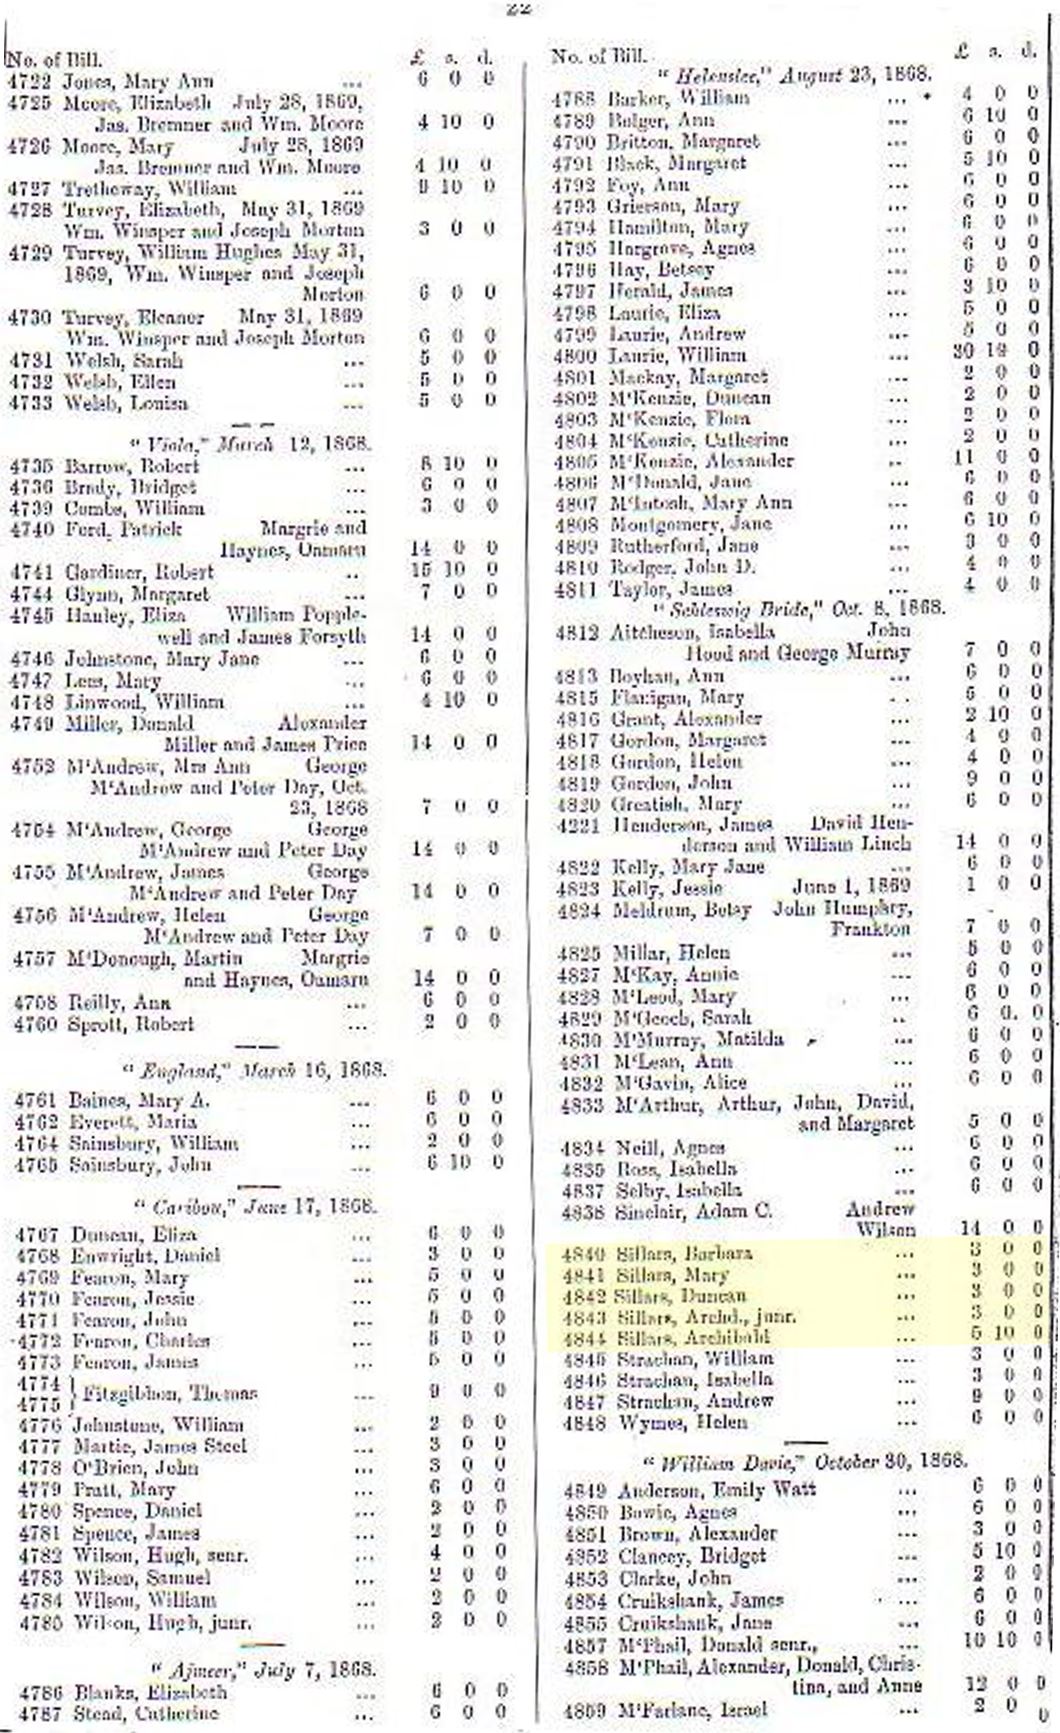 22
No. of Bill. £ s. d.
4722 Jones, Mary Ann ... 6 0 0
4725 Moore, Elizabeth July 28, 1869,
Jas. Bremner and Wm. Moore 4 10 0
4726 Moore, Mary July 28, 1869
Jas. Bremner and Wm. Moore 4 10 0
4727 Tretheway, William ... 9 10 0
4728 Turvey, Elizabeth, May 31, 1869
Wm. Winsper and Joseph Morton 3 0 0
4729 Turvey, William Hughes May 31,
1869, Wm. Winsper and Joseph
Morton 6 0 0
4730 Turvey, Eleanor May 31, 1869
Wm. Winsper and Joseph Morton 6 0 0
4731 Welsh, Sarah ... 5 0 0
4732 Welsh, Ellen ... 5 0 0
4733 Welsh, Louisa ... 5 0 0
"Viola," March 12, 1868.
4735 Barrow, Robert ... 8 10 0
4736 Brady, Bridget ... 6 0 0
4739 Combs, William ... 3 0 0
4740 Ford, Patrick Margrie and
Haynes, Oamaru 14 0 0
4741 Gardiner, Robert .. 15 10 0
4744 Glynn, Margaret ... 7 0 0
4745 Hanley, Eliza William Popple-
well and James Forsyth 14 0 0
4746 Johnstone, Mary Jane ... 6 0 0
4747 Lees, Mary ... 6 0 0
4748 Linwood, William ... 4 10 0
4749 Miller, Donald Alexander
Miller and James Price 14 0 0
4752 M'Andrew, Mrs Ann George
M'Andrew and Peter Day, Oct.
23, 1868 7 0 0
4754 M'Andrew, George George
M'Andrew and Peter Day 14 0 0
4755 M'Andrew, James George
M'Andrew and Peter Day 14 0 0
4756 M'Andrew, Helen George
M'Andrew and Peter Day 7 0 0
4757 M'Donough, Martin Margrie
and Haynes, Oamaru 14 0 0
4758 Reilly, Ann ... 6 0 0
4760 Sprott, Robert ... 2 0 0
"England," March 16, 1868.
4761 Baines, Mary A. ... 6 0 0
4762 Everett, Maria ... 6 0 0
4764 Sainsbury, William ... 2 0 0
4765 Sainsbury, John ... 6 10 0
"Caribou," June 17, 1868.
4767 Duncan, Eliza ... 6 0 0
4768 Enwright, Daniel ... 3 0 0
4769 Fearon, Mary ... 5 0 0
4770 Fearon, Jessie ... 5 0 0
4771 Fearon, John ... 5 0 0
4772 Fearon, Charles ... 5 0 0
4773 Fearon, James ... 5 0 0
4774 }
4775 } Fitzgibbon, Thomas ... 9 0 0
4776 Johnstone, William ... 2 0 0
4777 Martie, James Steel ... 3 0 0
4778 O'Brien, John ... 3 0 0
4779 Pratt, Mary ... 6 0 0
4780 Spence, Daniel ... 2 0 0
4781 Spence, James ... 2 0 0
4782 Wilson, Hugh, senr. ... 4 0 0
4783 Wilson, Samuel ... 2 0 0
4784 Wilson, William ... 2 0 0
4785 Wilson, Hugh, junr. ... 2 0 0
"Ajmeer," July 7, 1868.
4786 Blanks, Elizabeth ... 6 0 0
4787 Stead, Catherine ... 6 0 0
No. of Bill. £ s. d.
"Helenslee," August 23, 1868.
4788 Barker, William ... 4 0 0
4789 Bolger, Ann ... 6 10 0
4790 Britton, Margaret ... 6 0 0
4791 Black, Margaret ... 5 10 0
4792 Foy, Ann ... 6 0 0
4793 Grierson, Mary ... 6 0 0
4794 Hamilton, Mary ... 6 0 0
4795 Hargrove, Agnes ... 6 0 0
4796 Hay, Betsey ... 6 0 0
4797 Herald, James ... 3 10 0
4798 Laurie, Eliza ... 5 0 0
4799 Laurie, Andrew ... 5 0 0
4800 Laurie, William ... 30 0
4801 Mackay, Margaret ... 2 0 0
4802 M'Kenzie, Duncan ... 2 0 0
4803 M'Kenzie, Flora ... 2 0 0
4804 M'Kenzie, Catherine ... 2 0 0
4805 M'Kenzie, Alexander .. 11 0 0
4806 M'Donald, Jane ... 6 0 0
4807 M'Intosh, Mary Ann ... 6 0 0
4808 Montgomery, Jane ... 6 10 0
4809 Rutherford, Jane ... 3 0 0
4810 Rodger, John D. ... 4 0 0
4811 Taylor, James ... 4 0 0
"Schleswig Bride," Oct. 8, 1868.
4812 Aitcheson, Isabella John
Hood and George Murray 7 0 0
4813 Boyhan, Ann ... 6 0 0
4815 Flanigan, Mary .. 6 0 0
4816 Grant, Alexander ... 2 10 0
4817 Gordon, Margaret ... 4 0 0
4818 Gordon, Helen ... 4 0 0
4819 Gordon, John ... 9 0 0
4820 Greatish, Mary ... 6 0 0
4221 Henderson, James David Hen-
derson and William Linch 14 0 0
4822 Kelly, Mary Jane ... 6 0 0
4823 Kelly, Jessie June 1, 1869 1 0 0
4824 Meldrum, Betsy John Humphry,
Frankton 7 0 0
4825 Millar, Helen ... 5 0 0
4827 M'Kay, Annie ... 6 0 0
4828 M'Leod, Mary ... 6 0 0
4829 M'Geoch, Sarah .. 6 0 0
4830 M'Murray, Matilda ... 6 0 0
4831 M'Lean, Ann ... 6 0 0
4832 M'Gavin, Alice ... 6 0 0
4833 M'Arthur, Arthur, John, David,
and Margaret 5 0 0
4834 Neill, Agnes ... 6 0 0
4835 Ross, Isabella ... 6 0 0
4837 Selby, Isabella ... 6 0 0
4838 Sinclair, Adam C. Andrew
Wilson 14 0 0
4840 Sillars, Barbara ... 3 0 0
4841 Sillars, Mary ... 3 0 0
4842 Sillars, Duncan ... 3 0 0
4843 Sillars, Archd., junr. ... 3 0 0
4844 Sillars, Archibald ... 5 10 0
4845 Strachan, William ... 3 0 0
4846 Strachan, Isabella ... 3 0 0
4847 Strachan, Andrew ... 9 0 0
4848 Wymes, Helen ... 6 0 0
"William Davie," October 30, 1868.
4849 Anderson, Emily Watt ... 6 0 0
4850 Bowie, Agnes ... 6 0 0
4851 Brown, Alexander ... 3 0 0
4852 Clancey, Bridget ... 5 10 0
4853 Clarke, John ... 2 0 0
4854 Cruikshank, James ... 6 0 0
4855 Cruikshank, Jane ... 6 0 0
4857 M'Phail, Donald senr., ... 10 10 0
4858 M'Phail, Alexander, Donald, Chris-
tina, and Anne 12 0 0
4859 M'Farlane, Israel ... 2 0 0